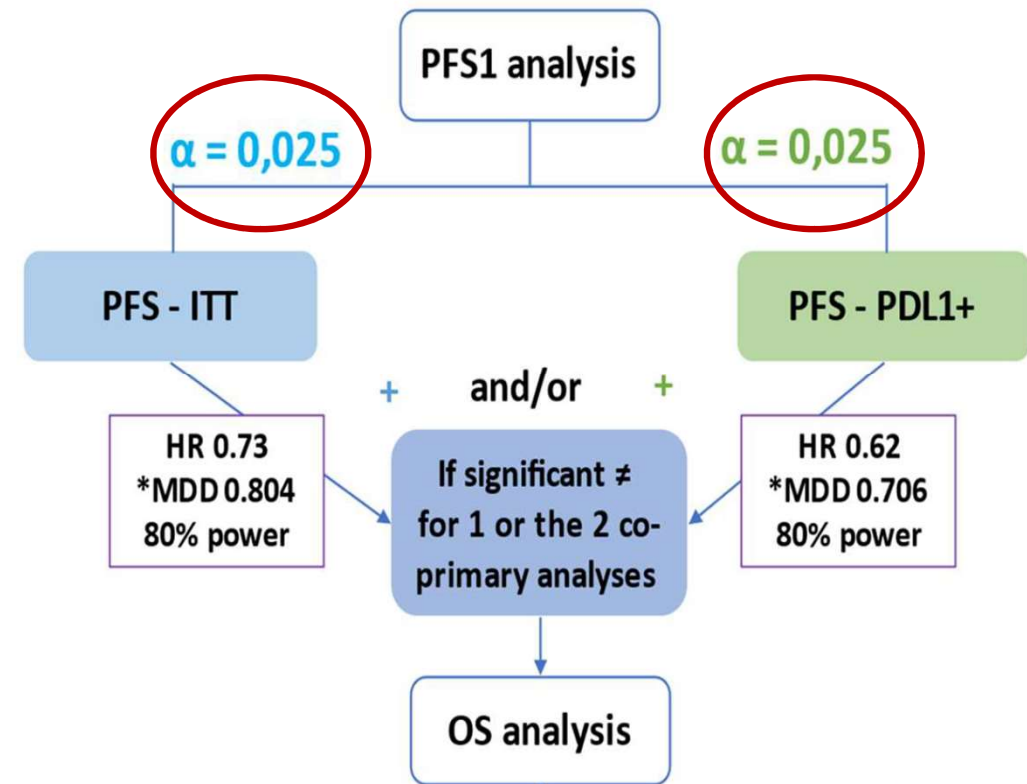 PFS1 analysis
α = 0,025
α = 0,025
PFS - ITT
PFS - PDL1+
+ and/or +
HR 0.73
*MDD 0.804
80% power
If significant ≠
for 1 or the 2 co-
primary analyses
HR 0.62
*MDD 0.706
80% power
OS analysis